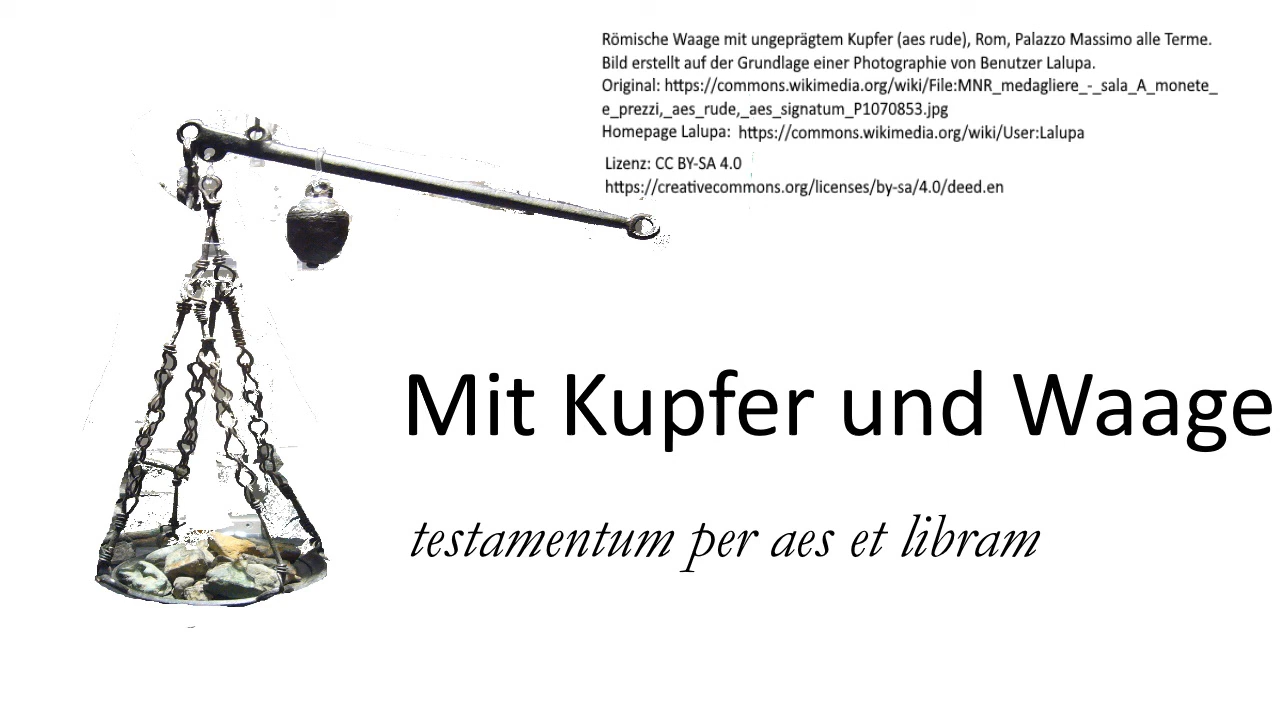 Römische Waage mit ungeprägtem Kupfer (aes rude), Rom, Palazzo Massimo alle Terme.
Bild erstellt auf der Grundlage einer Photographie von Benutzer Lalupa.
Original: https://commons.wikimedia.org/wiki/File:MNR_medagliere_-_sala_A_monete_
e_prezzi,_aes_rude,_aes_signatum_P1070853.jpg
Homepage Lalupa: https://commons.wikimedia.org/wiki/User:Lalupa
Lizenz: CC BY-SA 4.0
https://creativecommons.org/licenses/by-sa/4.0/deed.en
Mit Kupfer und Waage
testamentum per aes et libram